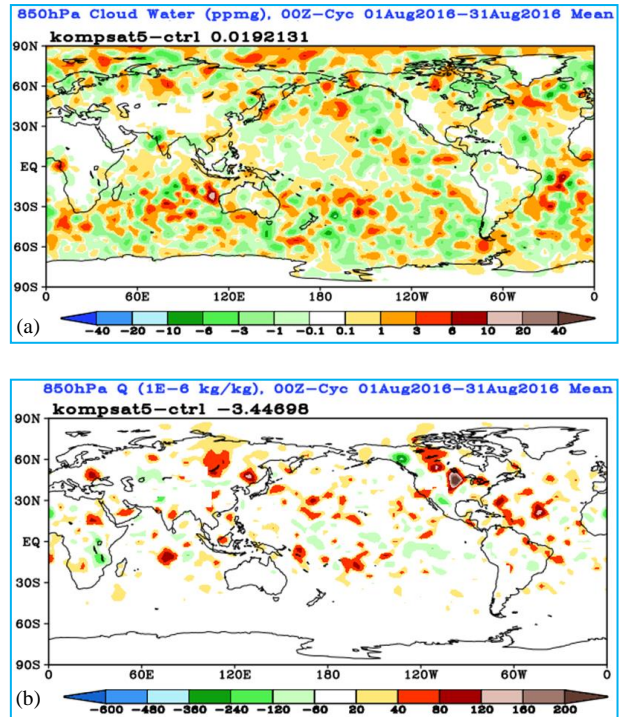 850hPa Cloud Water (ppmg), 00Z-Cyc 01Aug2016-31Aug2016 Mean
kompsat5-ctrl 0.0192131
90N
60N
30N
EQ
30S
60S
90S
0 60E 120E 180 120W 60W 0
(a)
-40 -20 -10 -6 -3 -1 -0.1 0.1 1 3 6 10 20 40
850hPa Q (1E-6 kg/kg), 00Z-Cyc 01Aug2016-31Aug2016 Mean
kompsat5-ctrl -3.44698
90N
60N
30N
EQ
30S
60S
90S
0 60E 120E 180 120W 60W 0
(b)
-600 -480 -360 -240 -120 -60 20 40 80 120 160 200